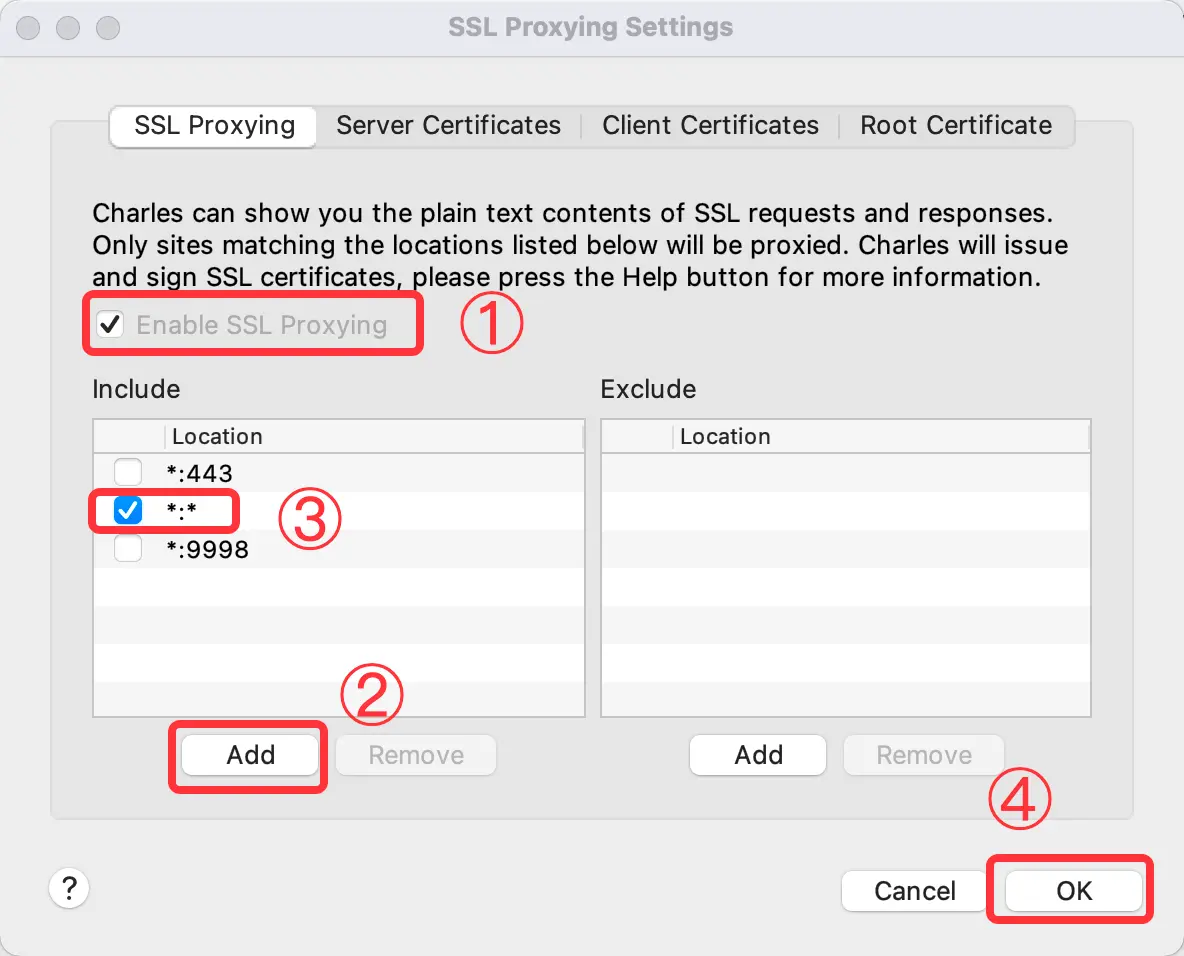 SSL Proxying Settings
SSL Proxying Server Certificates Client Certificates Root Certificate
Charles can show you the plain text contents of SSL requests and responses.
Only sites matching the locations listed below will be proxied. Charles will issue
and sign SSL certificates, please press the Help button for more information.
Enable SSL Proxying ①
Include Exclude
Location Location
*:443
*:* ③
*:9998
②
Add Remove Add Remove
④
? Cancel OK